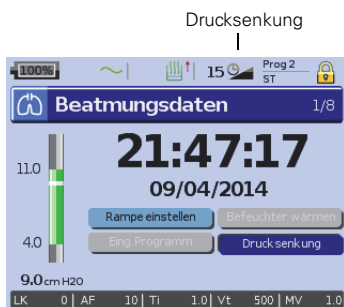 Drucksenkung
100%
15
Prog 2
ST
Beatmungsdaten 1/8
21:47:17
11.0
09/04/2014
Rampe einstellen
Befeuchter wärmen
4.0
Eing.Programm
Drucksenkung
9.0 cm H2O
LK 0 AF 10 Ti 1.0 Vt 500 MV 1.0